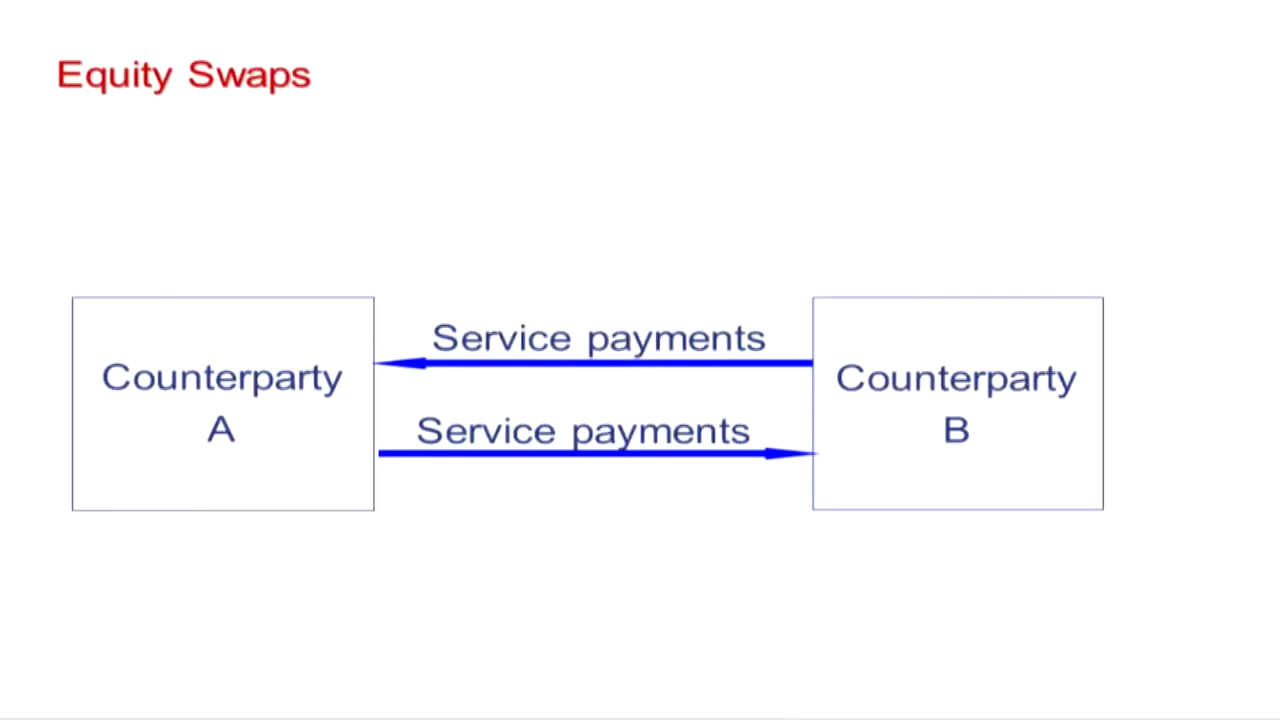 Equity Swaps
Service payments
Counterparty
A
Counterparty
B
Service payments